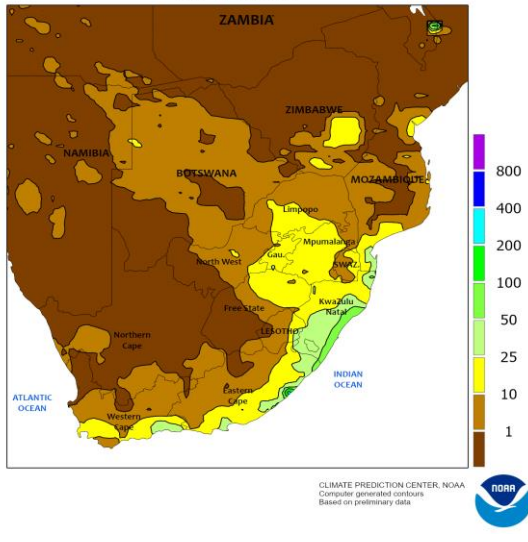 ZAMBIA
ZIMBABWE
NAMIBIA
BOTSWANA
MOZAMBIQUE
Limpopo
Mpumalanga
Gau.
SWAZ.
North West
KwaZulu
Natal
Free State
LESOTHO
Northern
Cape
INDIAN
OCEAN
Eastern
Cape
ATLANTIC
OCEAN
Western
Cape
800
400
200
100
50
25
10
1
CLIMATE PREDICTION CENTER, NOAA
Computer generated contours
Based on preliminary data
NOAA